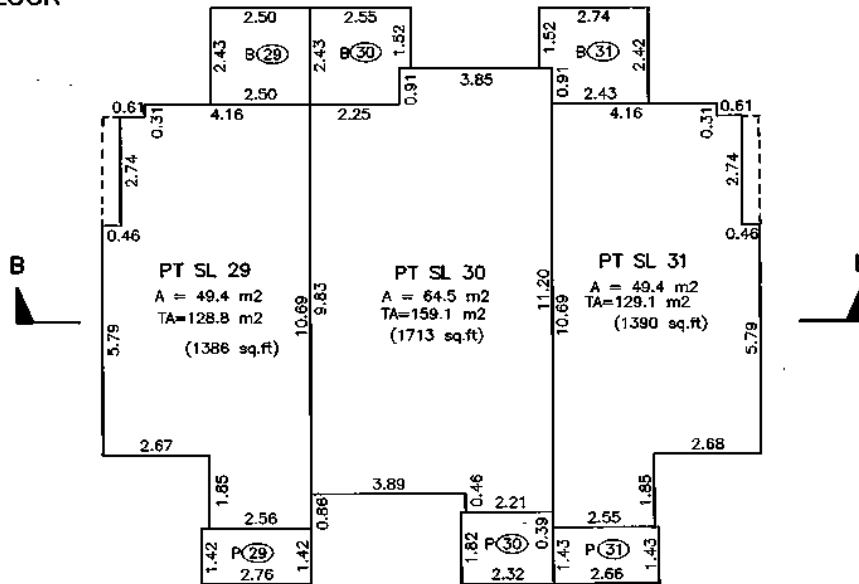 2.50
2.55
2.74
2.43
B 29
2.43
B 30
1.52
1.52
B 31
2.42
3.85
0.91
0.91
2.50
2.43
0.61
0.31
4.16
2.25
4.16
0.31
0.61
2.74
2.74
0.46
0.46
B
PT SL 29
A = 49.4 m2
TA=128.8 m2
(1386 sq.ft)
10.69
9.83
PT SL 30
A = 64.5 m2
TA=159.1 m2
(1713 sq.ft)
11.20
10.69
PT SL 31
A = 49.4 m2
TA=129.1 m2
(1390 sq.ft)
5.79
5.79
2.67
2.68
1.85
1.85
3.89
0.46
0.86
2.21
2.56
0.39
2.55
1.42
P 29
1.42
1.82
P 30
1.43
P 31
1.43
2.76
2.32
2.66